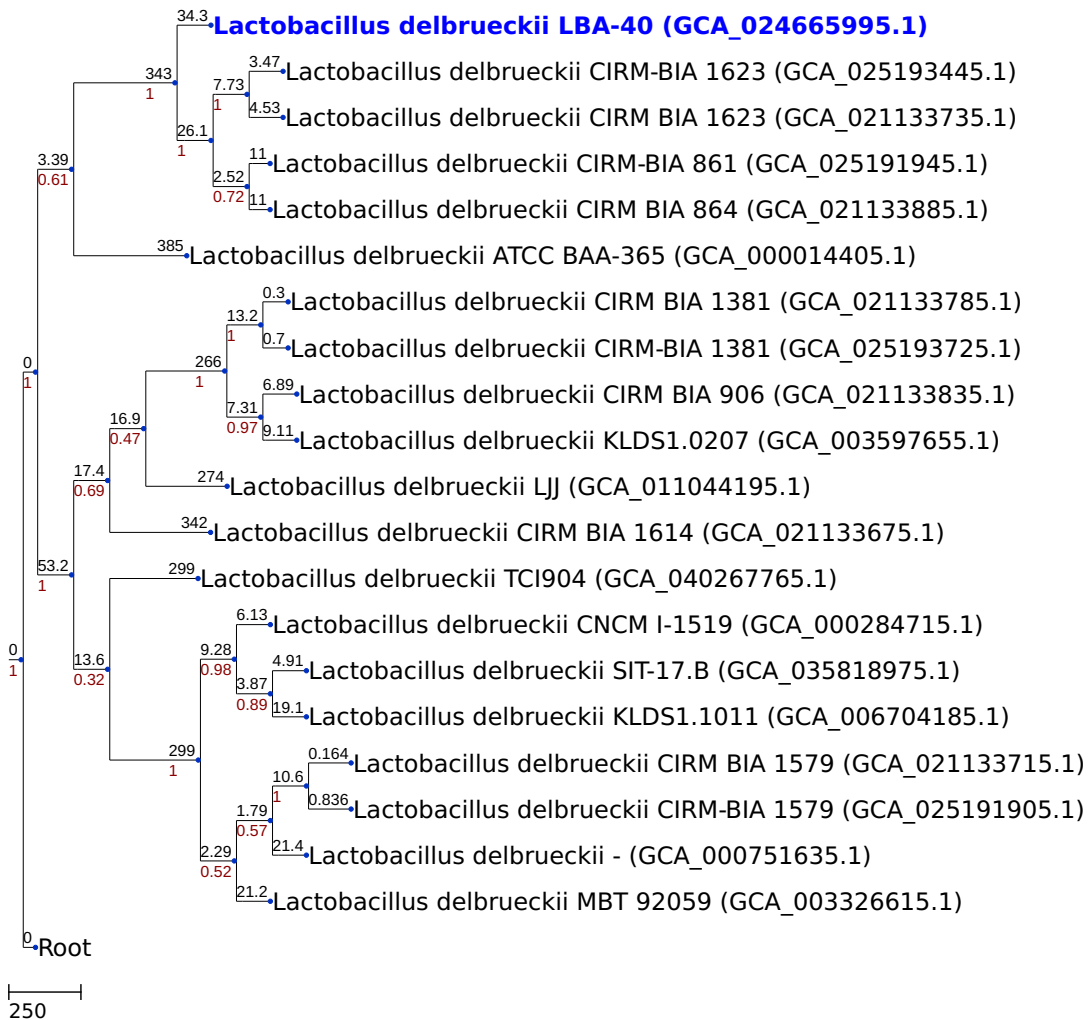 34.3 Lactobacillus delbrueckii LBA-40 (GCA_024665995.1)
3.47 Lactobacillus delbrueckii CIRM-BIA 1623 (GCA_025193445.1)
343
7.73
1
1
4.53 Lactobacillus delbrueckii CIRM BIA 1623 (GCA_021133735.1)
26.1
1
11 Lactobacillus delbrueckii CIRM-BIA 861 (GCA_025191945.1)
3.39
0.61
2.52
0.72
11 Lactobacillus delbrueckii CIRM BIA 864 (GCA_021133885.1)
385 Lactobacillus delbrueckii ATCC BAA-365 (GCA_000014405.1)
0.3 Lactobacillus delbrueckii CIRM BIA 1381 (GCA_021133785.1)
13.2
1
0.7 Lactobacillus delbrueckii CIRM-BIA 1381 (GCA_025193725.1)
0
1
266
1
6.89 Lactobacillus delbrueckii CIRM BIA 906 (GCA_021133835.1)
7.31
0.97
16.9
0.47
9.11 Lactobacillus delbrueckii KLDS1.0207 (GCA_003597655.1)
17.4
0.69
274 Lactobacillus delbrueckii LJJ (GCA_011044195.1)
342 Lactobacillus delbrueckii CIRM BIA 1614 (GCA_021133675.1)
53.2
1
299 Lactobacillus delbrueckii TCI904 (GCA_040267765.1)
6.13 Lactobacillus delbrueckii CNCM I-1519 (GCA_000284715.1)
0
1
13.6
0.32
9.28
0.98
4.91 Lactobacillus delbrueckii SIT-17.B (GCA_035818975.1)
3.87
0.89
19.1 Lactobacillus delbrueckii KLDS1.1011 (GCA_006704185.1)
299
1
0.164 Lactobacillus delbrueckii CIRM BIA 1579 (GCA_021133715.1)
10.6
1
0.836 Lactobacillus delbrueckii CIRM-BIA 1579 (GCA_025191905.1)
1.79
0.57
21.4 Lactobacillus delbrueckii - (GCA_000751635.1)
2.29
0.52
21.2 Lactobacillus delbrueckii MBT 92059 (GCA_003326615.1)
0 Root
250